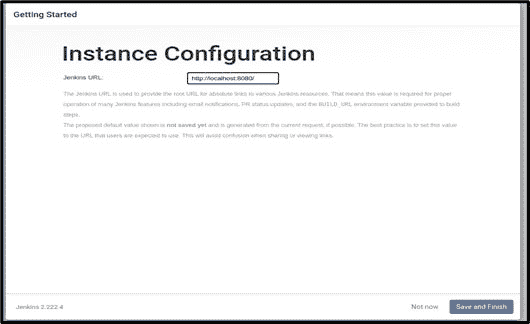 Getting Started
Instance Configuration
Jenkins URL: http://localhost:8080/
The Jenkins URL is used to provide the root URL for absolute links to various Jenkins resources. That means this value is required for proper
operation of many Jenkins features including email notifications, PR status updates, and the BUILD_URL environment variable provided to build
steps.
The proposed default value shown is not saved yet and is generated from the current request, if possible. The best practice is to set this value
to the URL that users are expected to use. This will avoid confusion when sharing or viewing links.
Jenkins 2.222.4 Not now Save and Finish